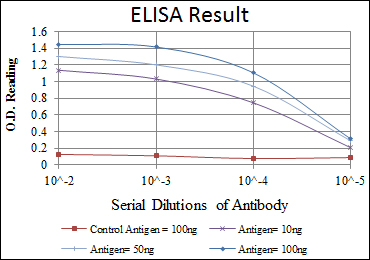 ELISA Result
1.6
1.4
1.2
1
0.8
0.6
0.4
0.2
0
O.D. Reading
10^-2 10^-3 10^-4 10^-5
Serial Dilutions of Antibody
Control Antigen = 100ng Antigen= 10ng
Antigen= 50ng Antigen= 100ng